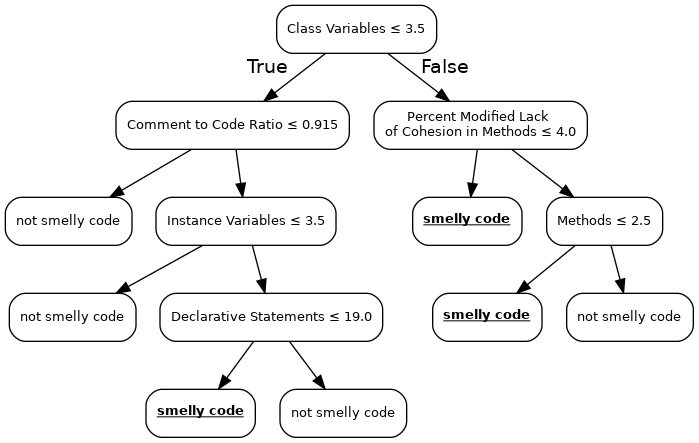 Class Variables ≤ 3.5
True
False
Comment to Code Ratio ≤ 0.915
Percent Modified Lack
of Cohesion in Methods ≤ 4.0
not smelly code
Instance Variables ≤ 3.5
smelly code
Methods ≤ 2.5
not smelly code
Declarative Statements ≤ 19.0
smelly code
not smelly code
smelly code
not smelly code